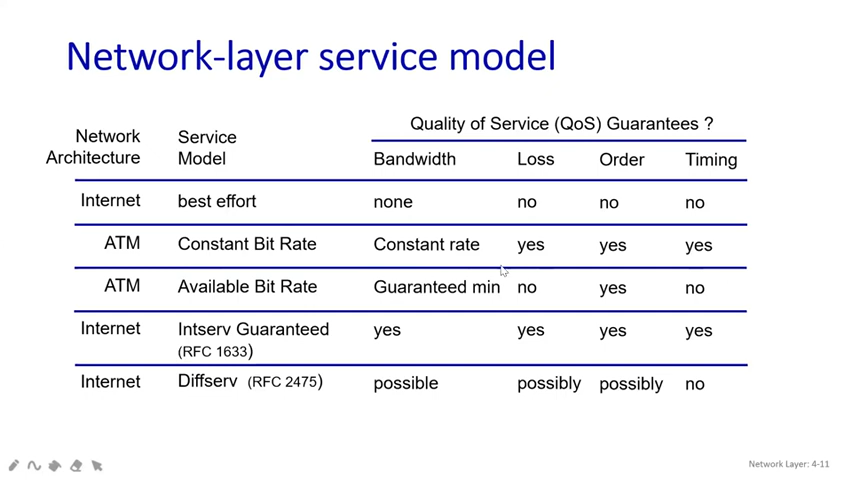 Network-layer service model
Quality of Service (QoS) Guarantees ?
Network Architecture Service Model Bandwidth Loss Order Timing
Internet best effort none no no no
ATM Constant Bit Rate Constant rate yes yes yes
ATM Available Bit Rate Guaranteed min no yes no
Internet Intserv Guaranteed (RFC 1633) yes yes yes yes
Internet Diffserv (RFC 2475) possible possibly possibly no
Network Layer: 4-11